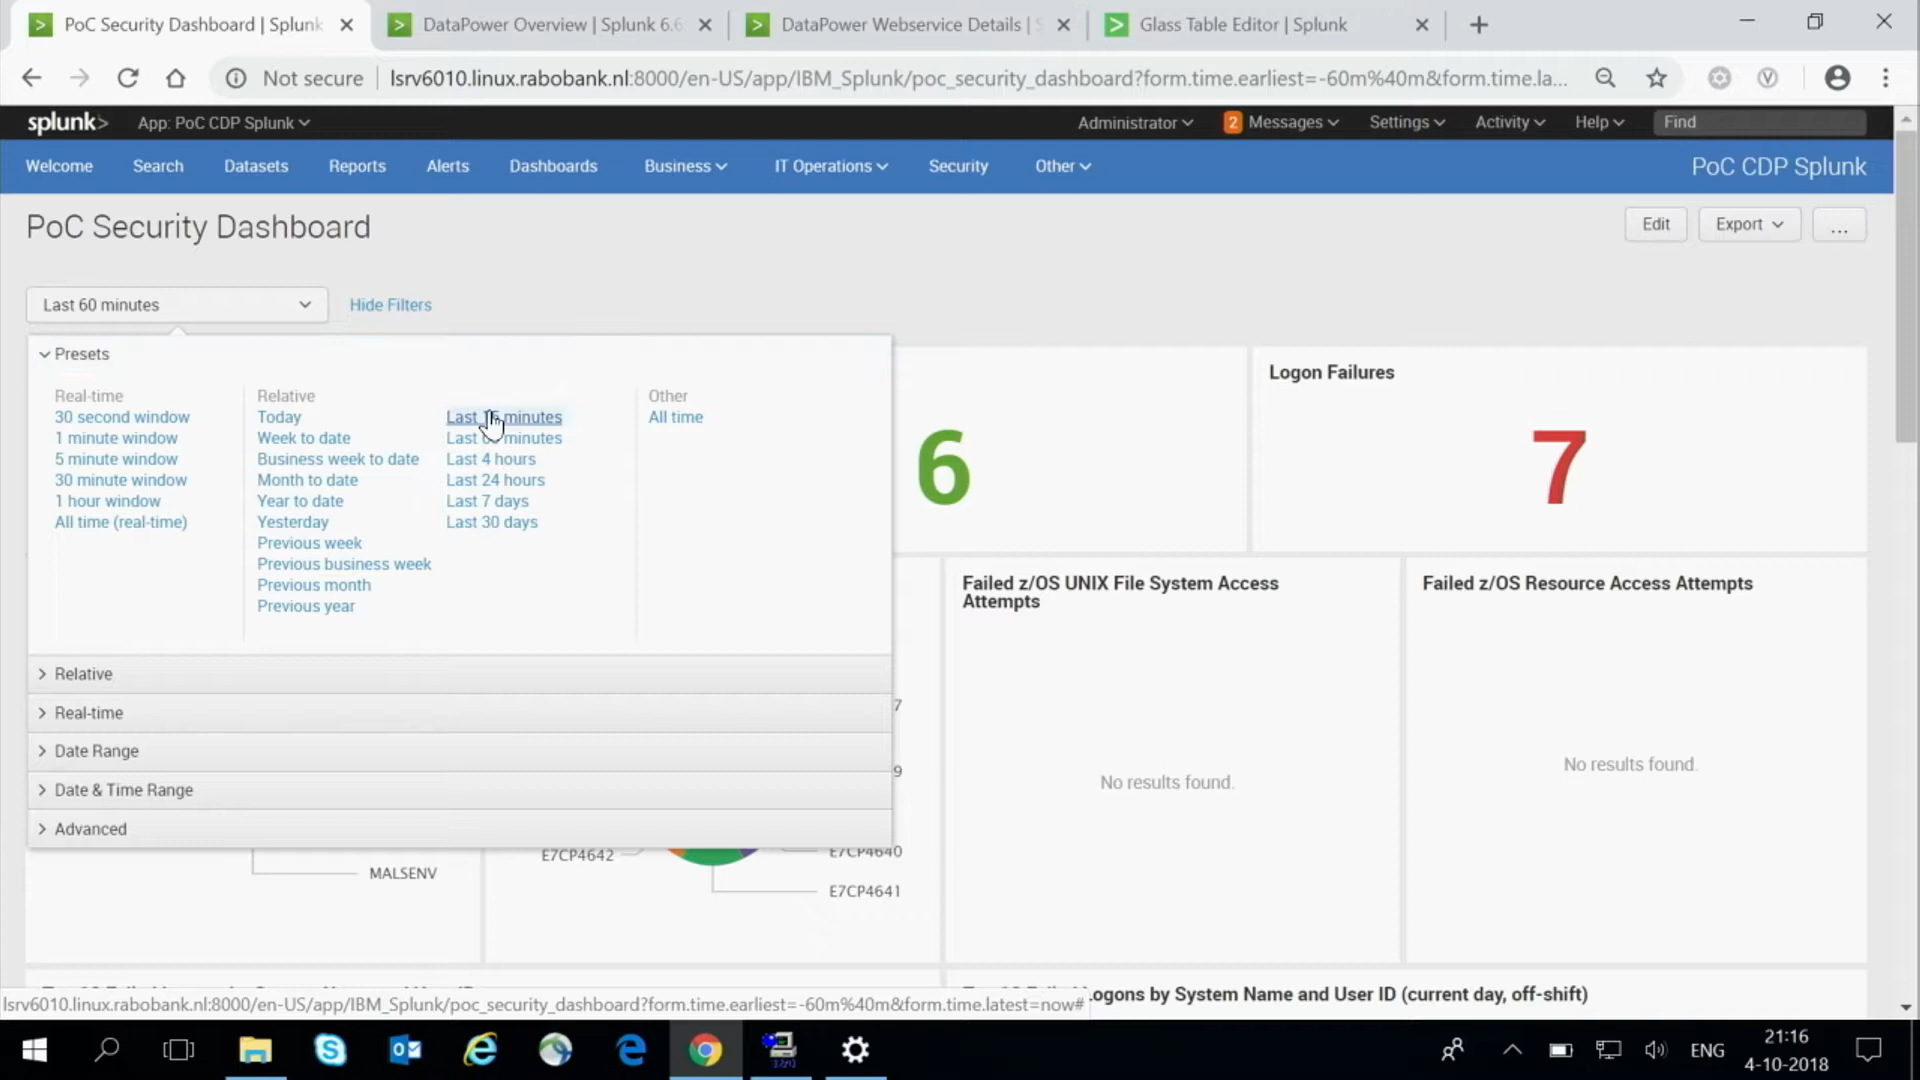 PoC Security Dashboard | Splunk
DataPower Overview | Splunk 6.6
DataPower Webservice Details | S
Glass Table Editor | Splunk
Not secure
lsrv6010.linux.rabobank.nl:8000/en-US/app/IBM_Splunk/poc_security_dashboard?form.time.earliest=-60m%40m&form.time.la...
splunk>
App: PoC CDP Splunk
Administrator
2 Messages
Settings
Activity
Help
Find
Welcome
Search
Datasets
Reports
Alerts
Dashboards
Business
IT Operations
Security
Other
PoC CDP Splunk
PoC Security Dashboard
Edit
Export
...
Last 60 minutes
Hide Filters
Presets
Real-time
30 second window
1 minute window
5 minute window
30 minute window
1 hour window
All time (real-time)
Relative
Today
Week to date
Business week to date
Month to date
Year to date
Yesterday
Previous week
Previous business week
Previous month
Previous year
Last 15 minutes
Last 60 minutes
Last 4 hours
Last 24 hours
Last 7 days
Last 30 days
Other
All time
Relative
Real-time
Date Range
Date & Time Range
Advanced
6
Logon Failures
7
Failed z/OS UNIX File System Access
Attempts
No results found.
Failed z/OS Resource Access Attempts
No results found.
7
9
MALSENV
E7CP4642
E7CP4640
E7CP4641
Logons by System Name and User ID (current day, off-shift)
lsrv6010.linux.rabobank.nl:8000/en-US/app/IBM_Splunk/poc_security_dashboard?form.time.earliest=-60m%40m&form.time.latest=now#
ENG
21:16
4-10-2018